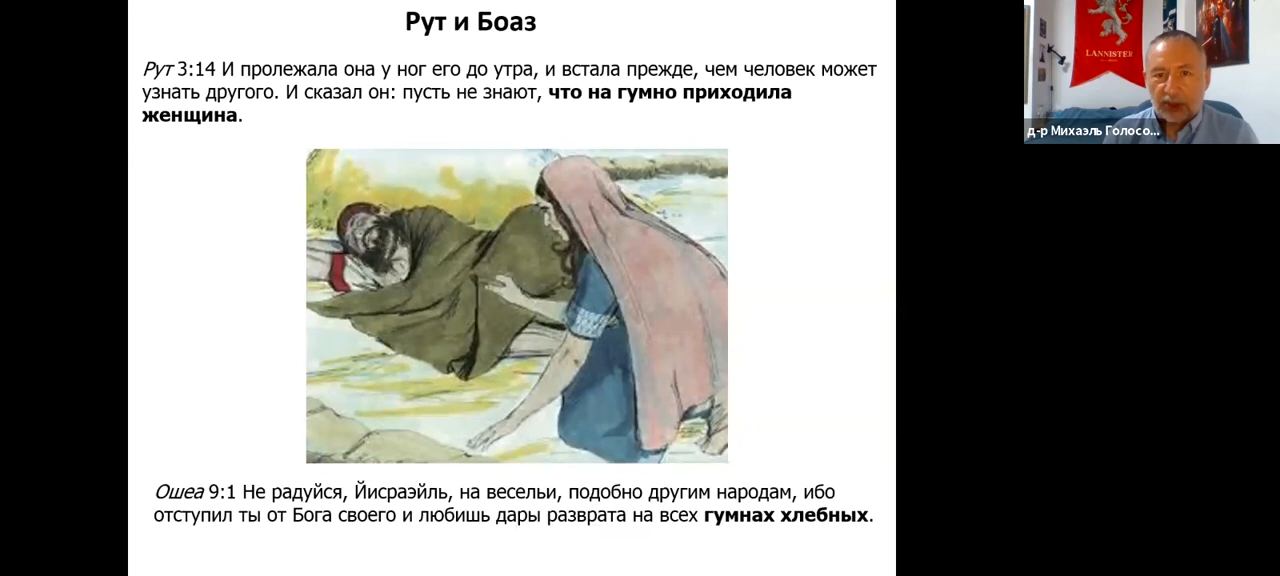 Рут и Боаз
Рут 3:14 И пролежала она у ног его до утра, и встала прежде, чем человек может
узнать другого. И сказал он: пусть не знают, что на гумно приходила
женщина.
Ошеа 9:1 Не радуйся, Йисраэйль, на весельи, подобно другим народам, ибо
отступил ты от Бога своего и любишь дары разврата на всех гумнах хлебных.
LANNISTER
д-р Михаэль Голосо...